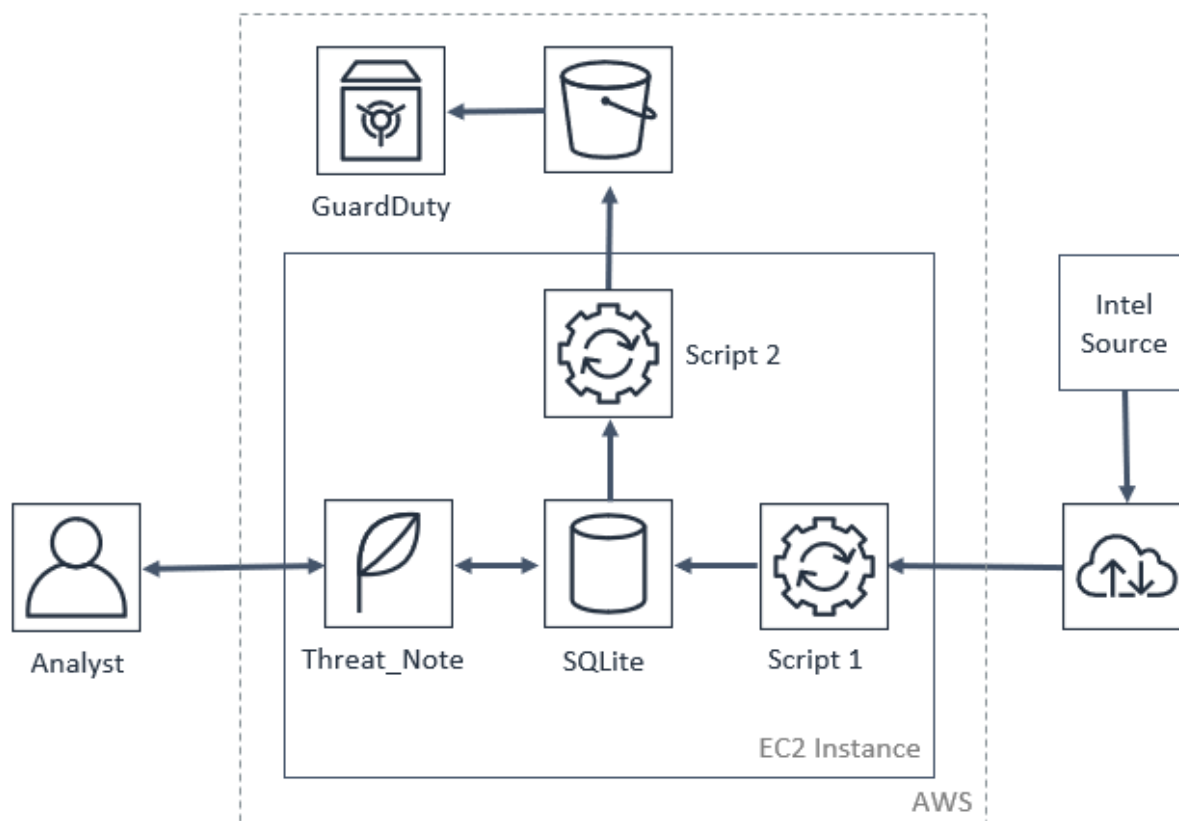 GuardDuty
Script 2
Intel
Source
Analyst
Threat_Note
SQLite
Script 1
EC2 Instance
AWS